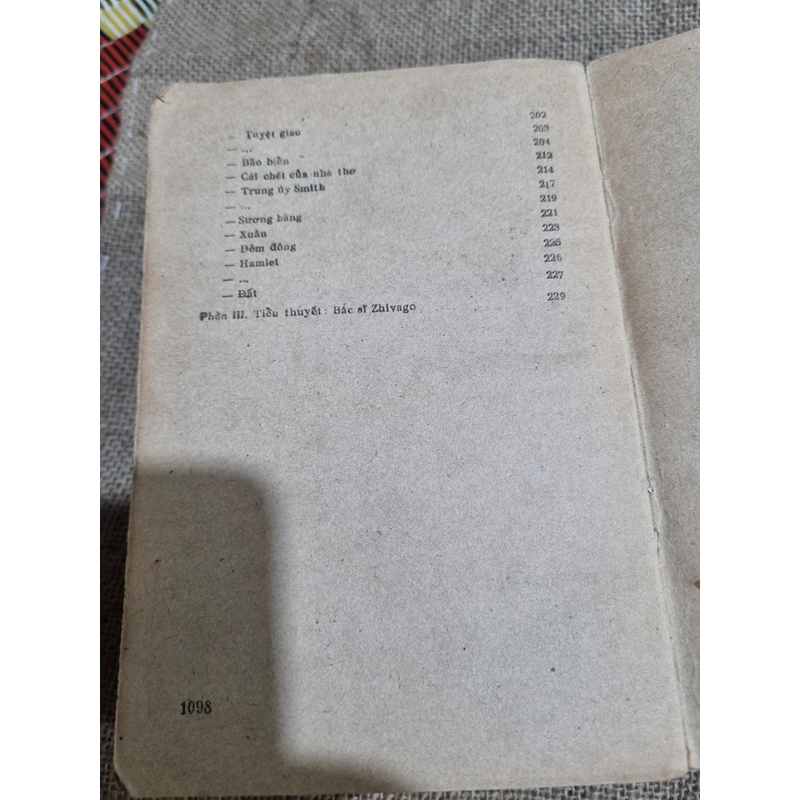 — Tuyệt giao 202
— ... 203
— Bão biển 204
— Cái chết của nhà thơ 212
— Trung úy Smith 214
— ... 217
— Sương băng 219
— Xuân 221
— Đêm đông 223
— Hamlet 225
— ... 226
— Đất 227
Phần III. Tiểu thuyết: Bác sĩ Zhivago 229
1098